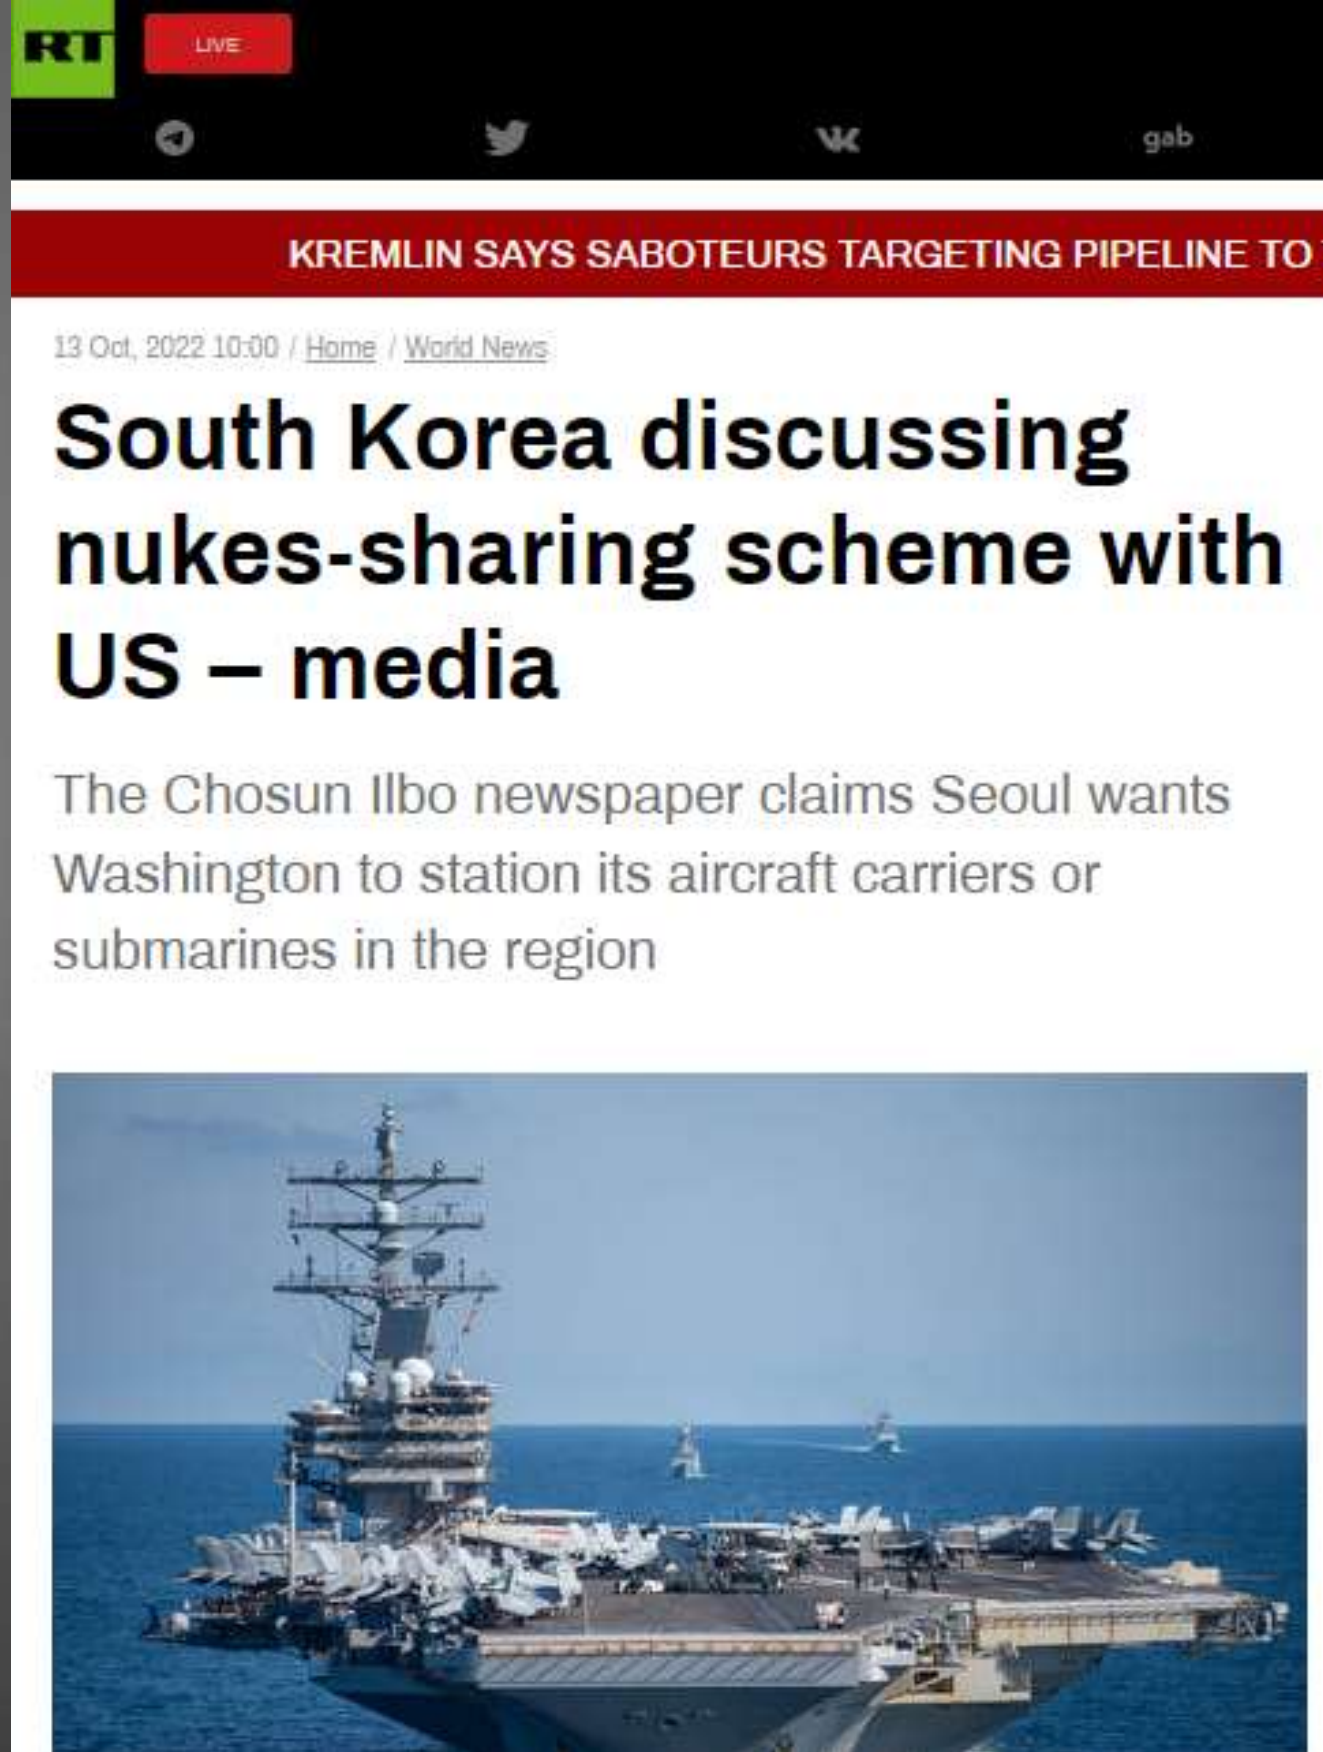 RT
LIVE
gab
KREMLIN SAYS SABOTEURS TARGETING PIPELINE TO
13 Oct, 2022 10:00 / Home / World News
South Korea discussing
nukes-sharing scheme with
US – media
The Chosun Ilbo newspaper claims Seoul wants
Washington to station its aircraft carriers or
submarines in the region